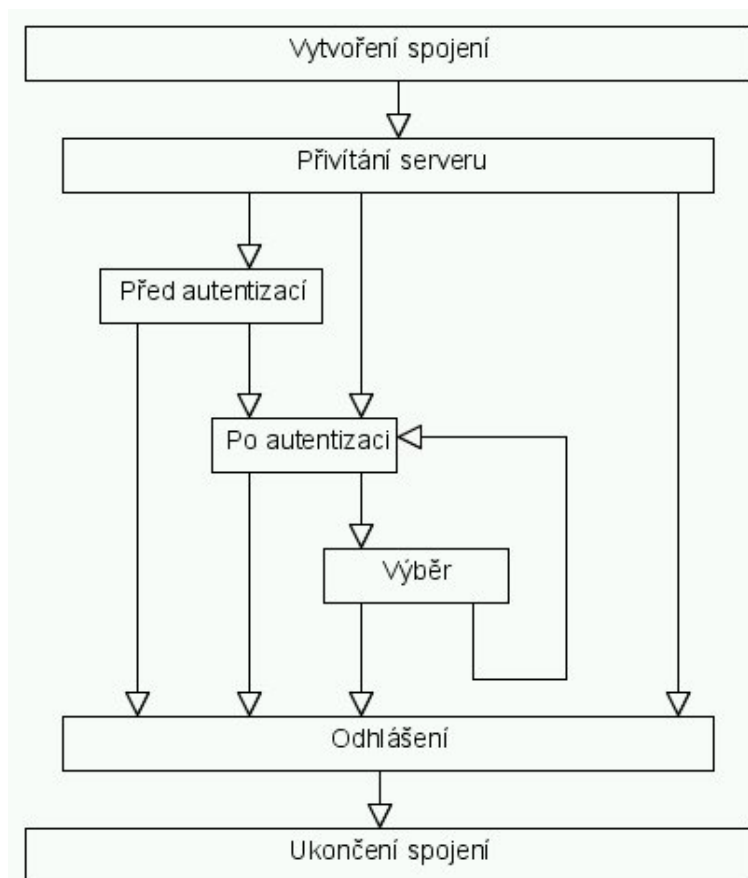 Vytvoření spojení
Přivítání serveru
Před autentizací
Po autentizaci
Výběr
Odhlášení
Ukončení spojení